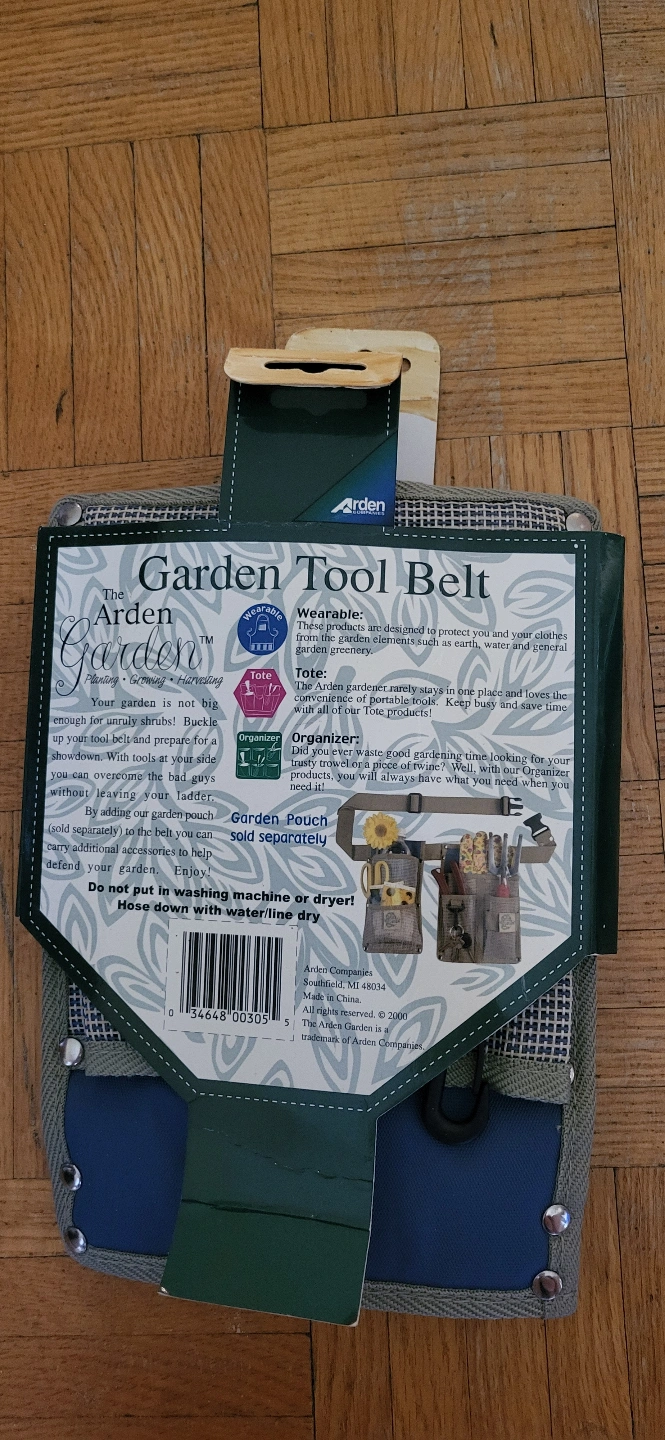 Arden
COMPANIES
Garden Tool Belt
The
Arden
Garden™
Planting • Growing • Harvesting
Your garden is not big
enough for unruly shrubs! Buckle
up your tool belt and prepare for a
showdown. With tools at your side
you can overcome the bad guys
without leaving your ladder.
By adding our garden pouch
(sold separately) to the belt you can
carry additional accessories to help
defend your garden. Enjoy!
Wearable
Wearable:
These products are designed to protect you and your clothes
from the garden elements such as earth, water and general
garden greenery.
Tote
Tote:
The Arden gardener rarely stays in one place and loves the
convenience of portable tools. Keep busy and save time
with all of our Tote products!
Organizer
Organizer:
Did you ever waste good gardening time looking for your
trusty trowel or a piece of twine? Well, with our Organizer
products, you will always have what you need when you
need it!
Garden Pouch
sold separately
Do not put in washing machine or dryer!
Hose down with water/line dry
0 34648 00305 5
Arden Companies
Southfield, MI 48034
Made in China.
All rights reserved. © 2000
The Arden Garden is a
trademark of Arden Companies.